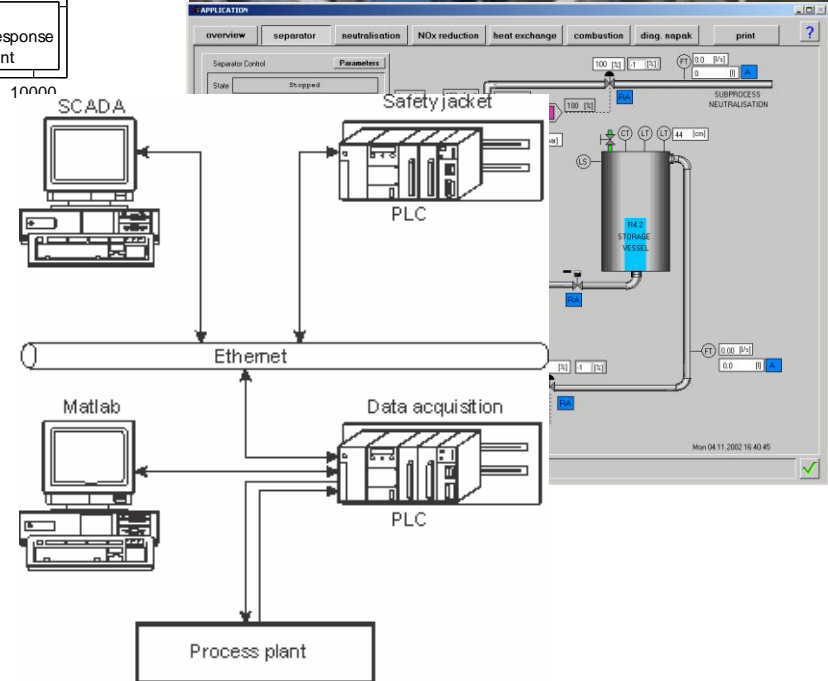 esponse
nt
10000
APPLICATION
overview separator neutralisation NOx reduction heat exchange combustion diag. napak print ?
Separator Control Parameters
State Stopped
100 [%] -1 [%] FT 0.0 [l/s]
0 [l] A
RA
SUBPROCESS
NEUTRALISATION
100 [%]
bar]
CT LT LT 44 [cm]
LS
R4.2
STORAGE
VESSEL
RA
FT 0.00 [l/s]
0.0 [l] A
[%] -1 [%]
RA
Mon 04.11.2002 16:40:45
SCADA
Safety jacket
PLC
Ethernet
Matlab
Data acquisition
PLC
Process plant